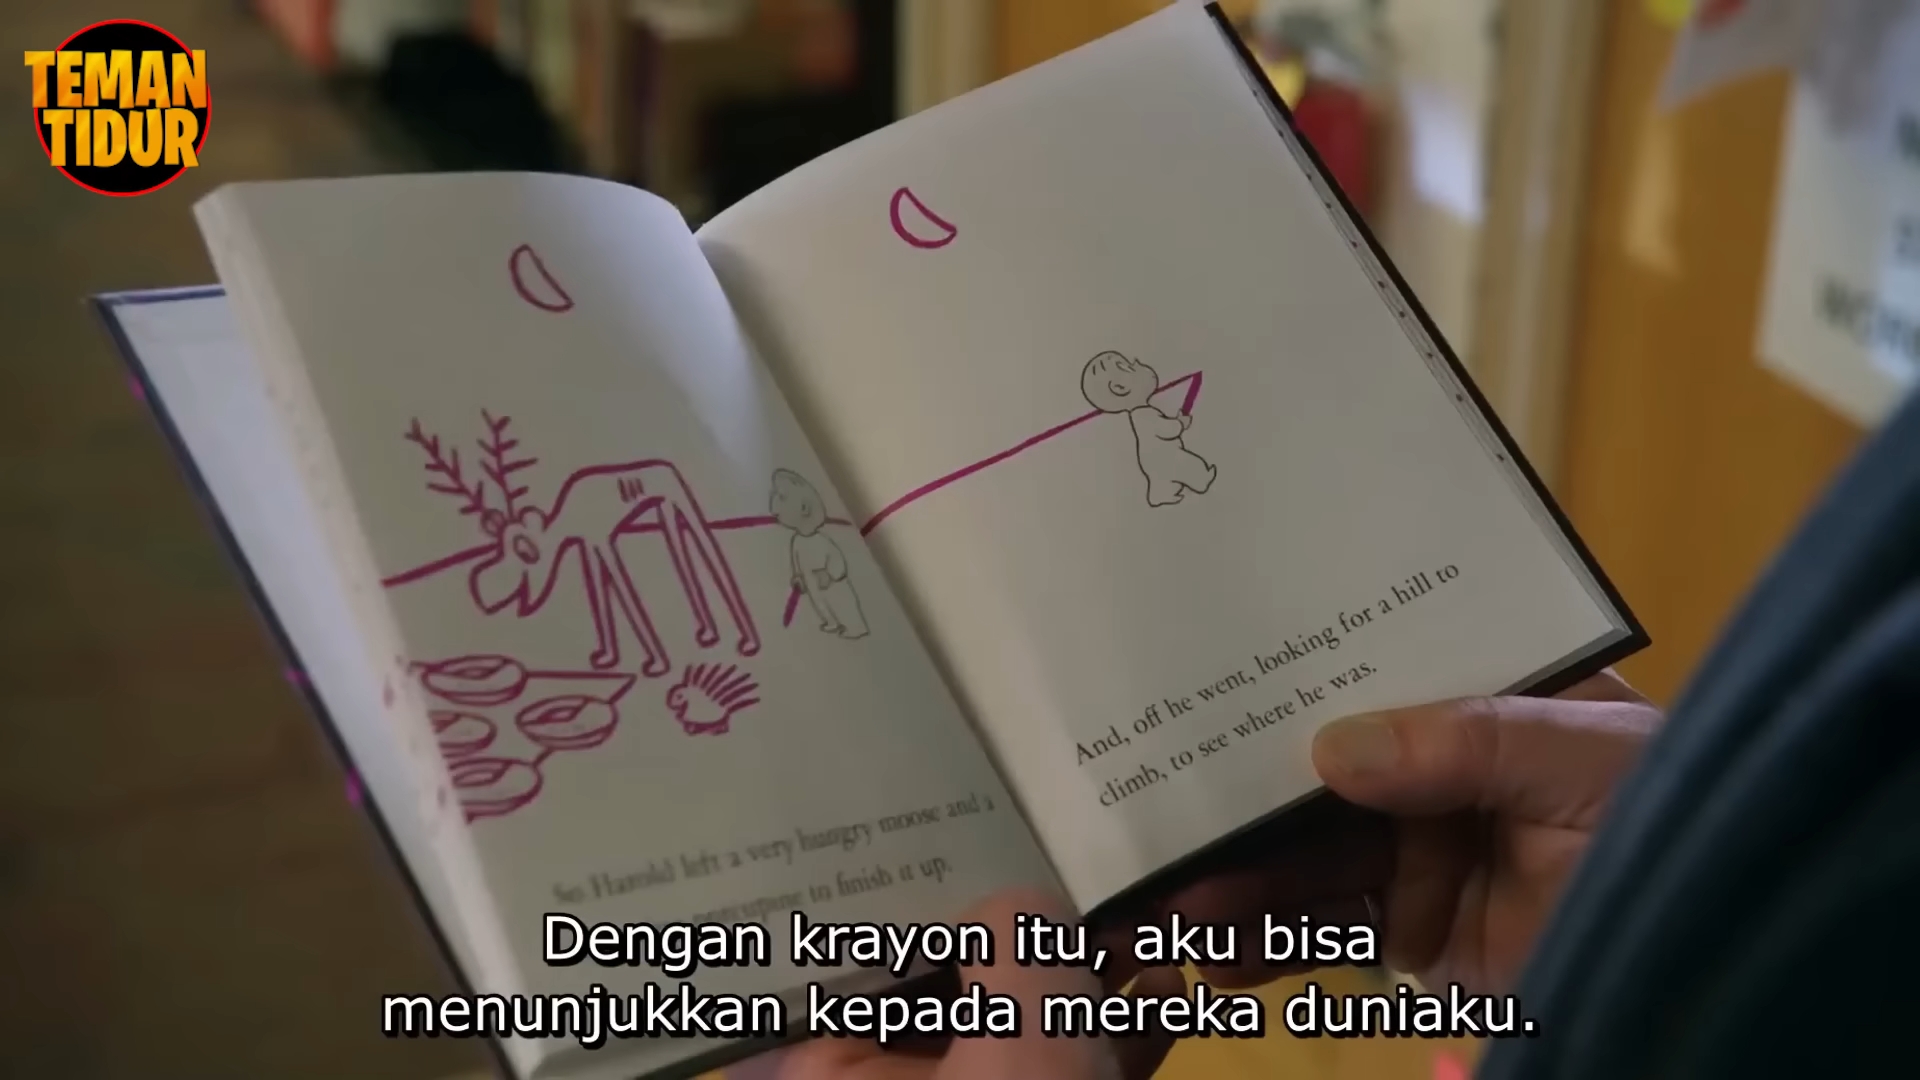 TEMAN
TIDUR
So Harold left a very hungry moose and a
porcupine to finish it up.
And, off he went, looking for a hill to
climb, to see where he was.
Dengan krayon itu, aku bisa
menunjukkan kepada mereka duniaku.